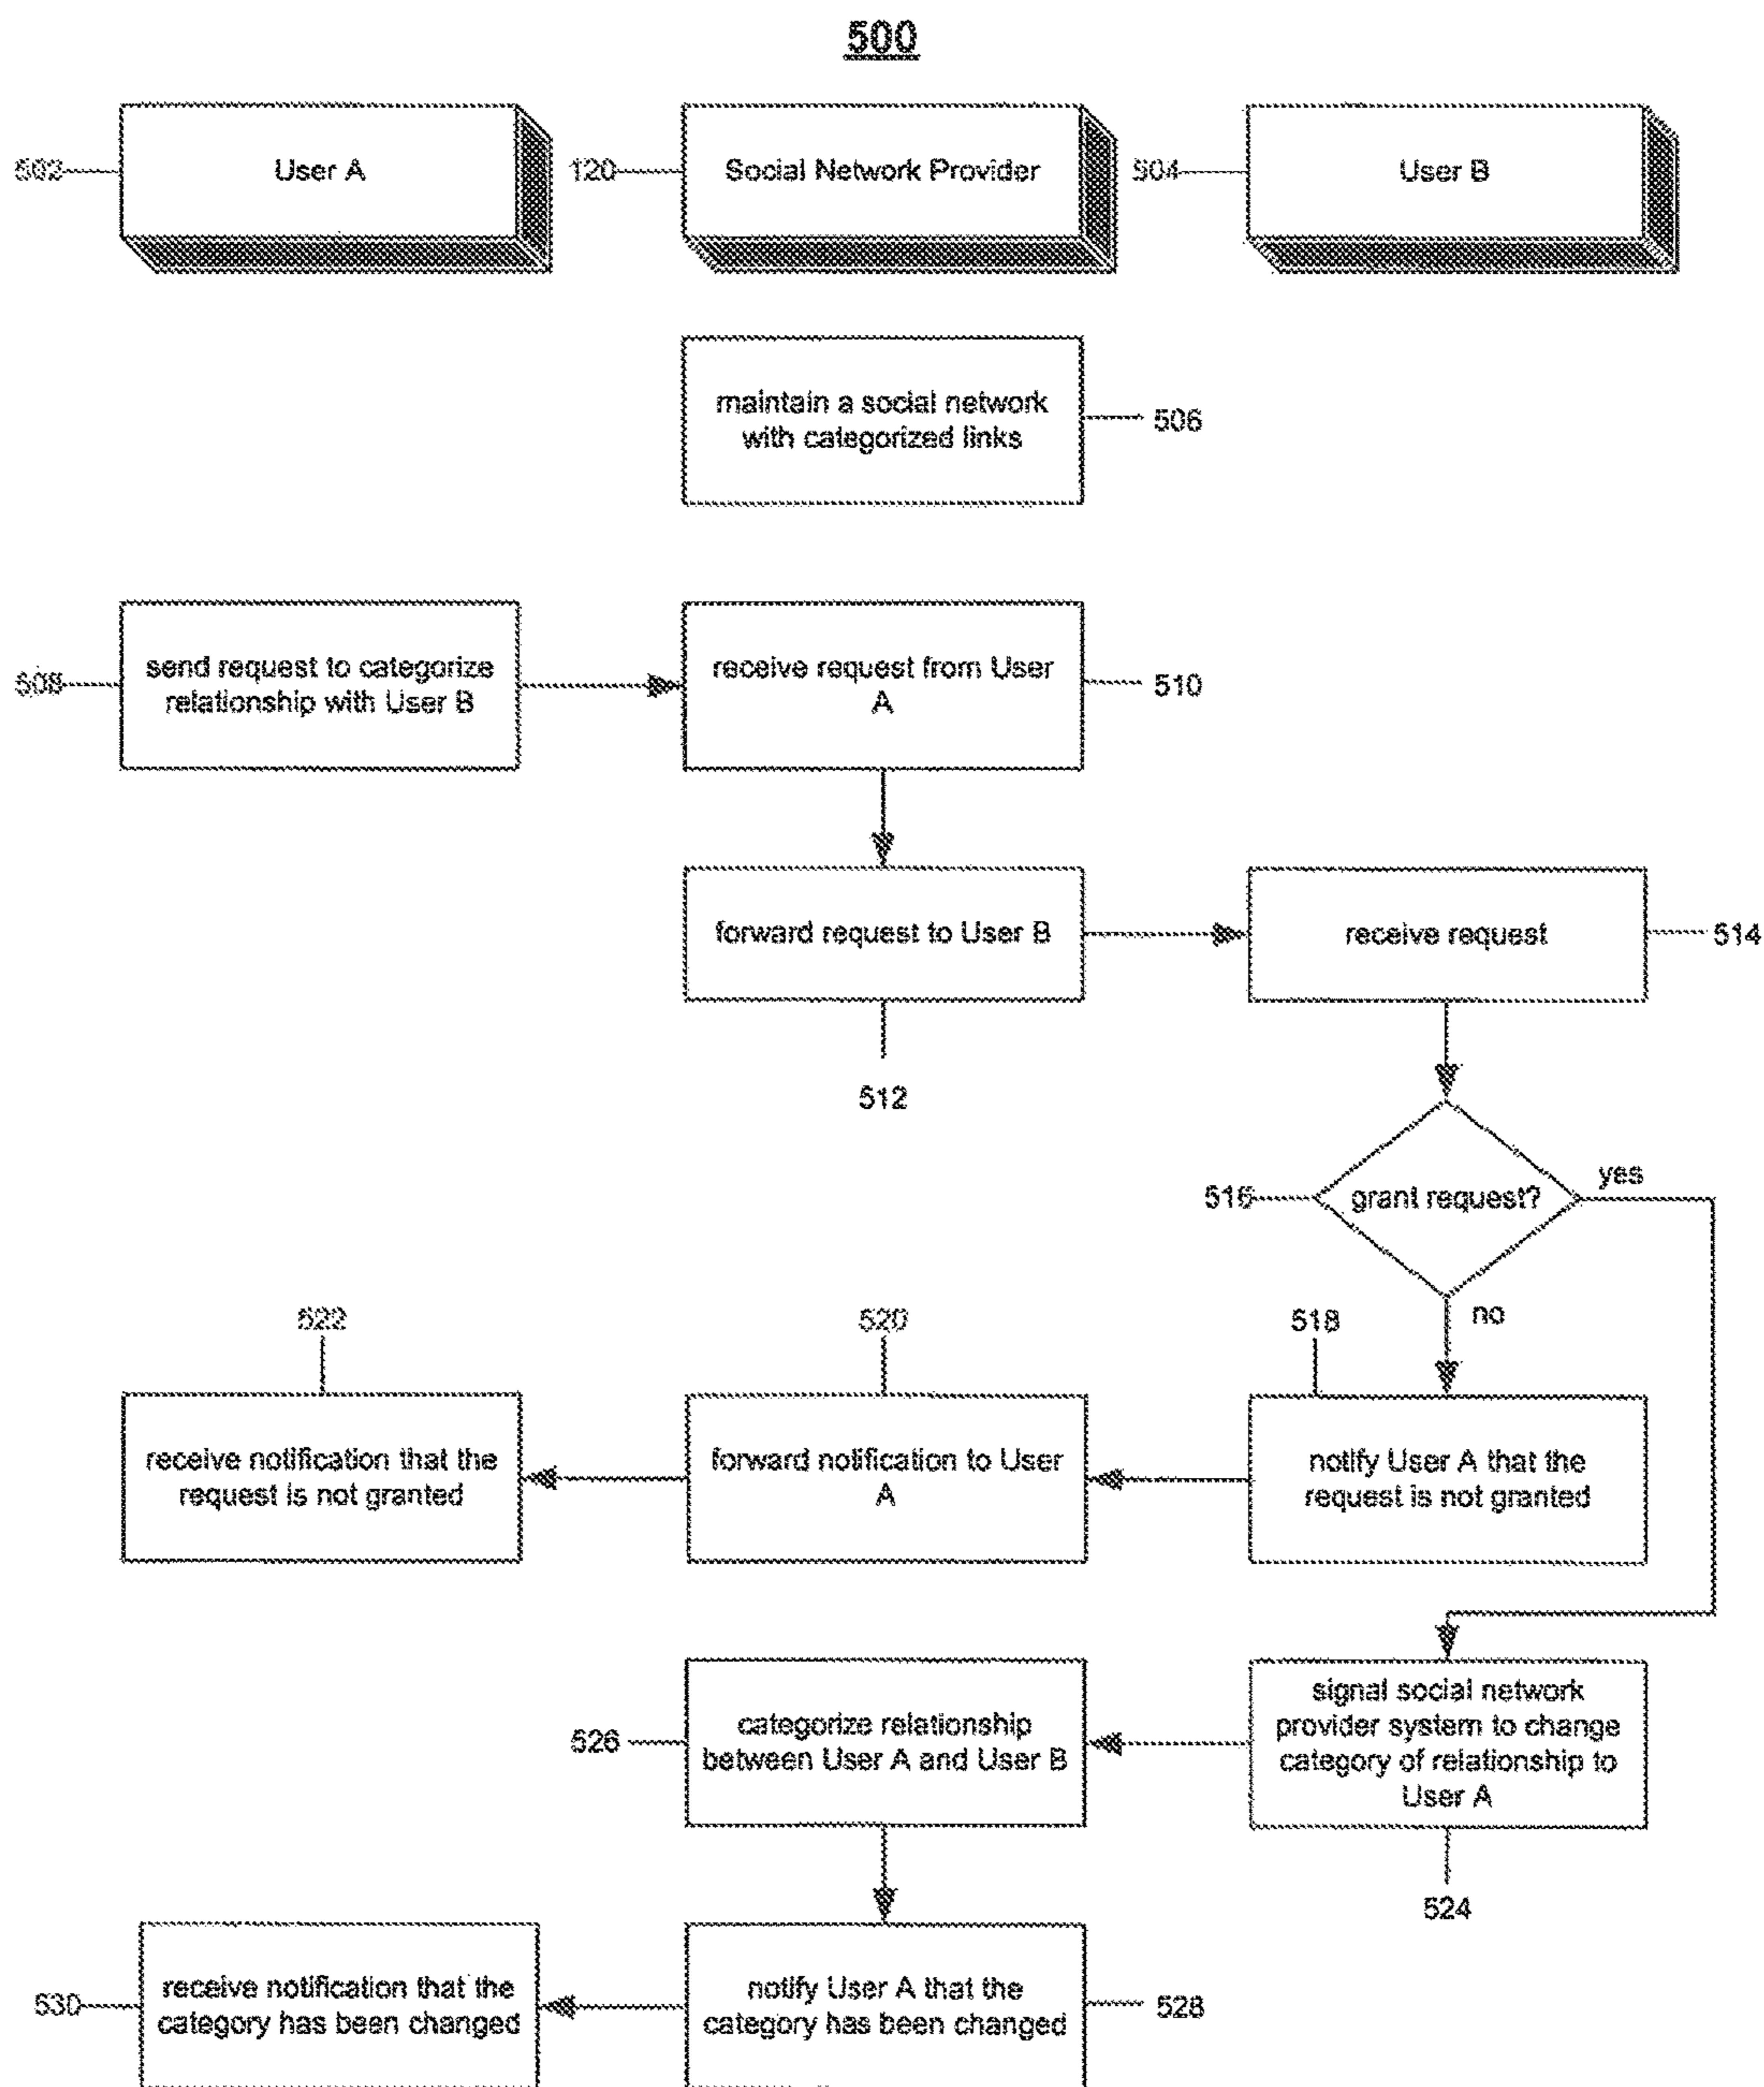 500
502
User A
120
Social Network Provider
504
User B
maintain a social network
with categorized links
506
508
send request to categorize
relationship with User B
receive request from User
A
510
forward request to User B
512
receive request
514
516
grant request?
yes
no
522
520
518
receive notification that the
request is not granted
forward notification to User
A
notify User A that the
request is not granted
526
categorize relationship
between User A and User B
signal social network
provider system to change
category of relationship to
User A
524
530
receive notification that the
category has been changed
notify User A that the
category has been changed
528